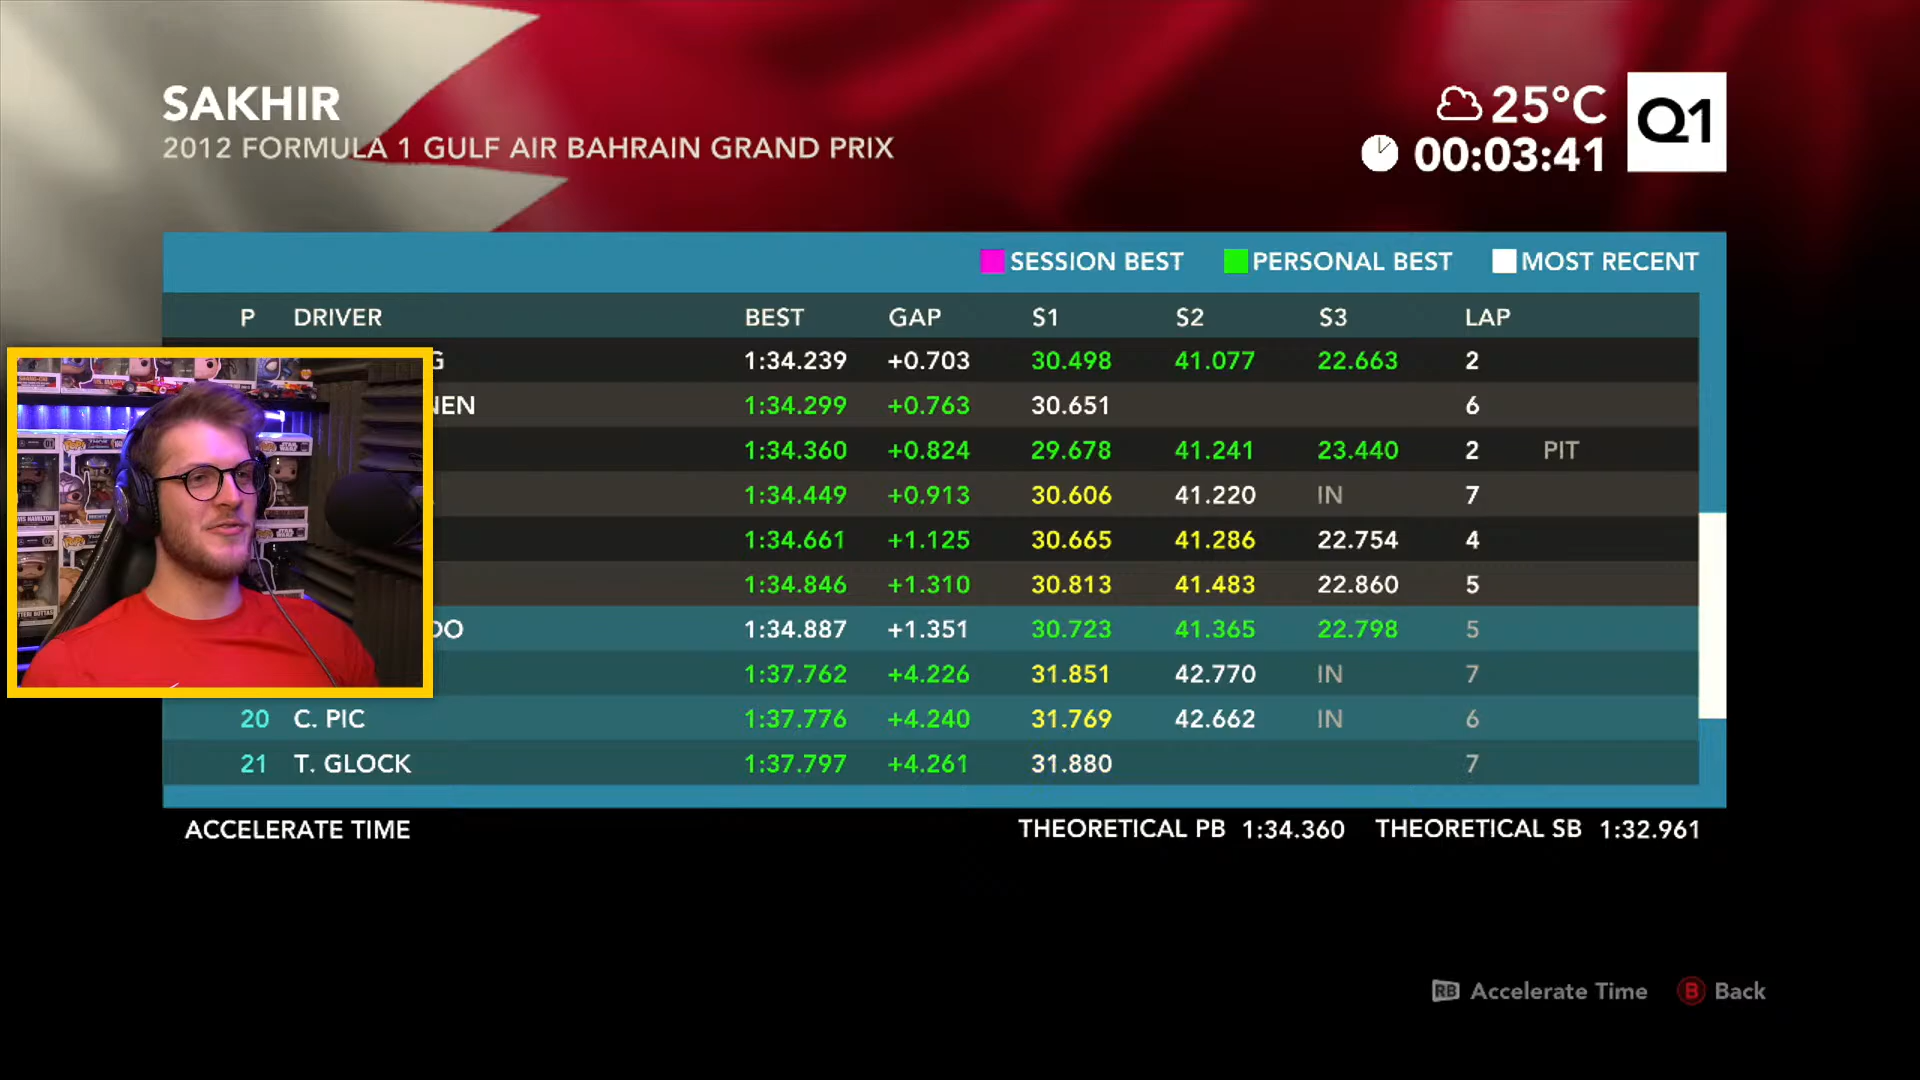 SAKHIR
2012 FORMULA 1 GULF AIR BAHRAIN GRAND PRIX
25°C
00:03:41
Q1
SESSION BEST PERSONAL BEST MOST RECENT
P DRIVER BEST GAP S1 S2 S3 LAP
G 1:34.239 +0.703 30.498 41.077 22.663 2
NEN 1:34.299 +0.763 30.651 6
1:34.360 +0.824 29.678 41.241 23.440 2 PIT
1:34.449 +0.913 30.606 41.220 IN 7
1:34.661 +1.125 30.665 41.286 22.754 4
1:34.846 +1.310 30.813 41.483 22.860 5
DO 1:34.887 +1.351 30.723 41.365 22.798 5
1:37.762 +4.226 31.851 42.770 IN 7
20 C. PIC 1:37.776 +4.240 31.769 42.662 IN 6
21 T. GLOCK 1:37.797 +4.261 31.880 7
ACCELERATE TIME THEORETICAL PB 1:34.360 THEORETICAL SB 1:32.961
RB Accelerate Time B Back